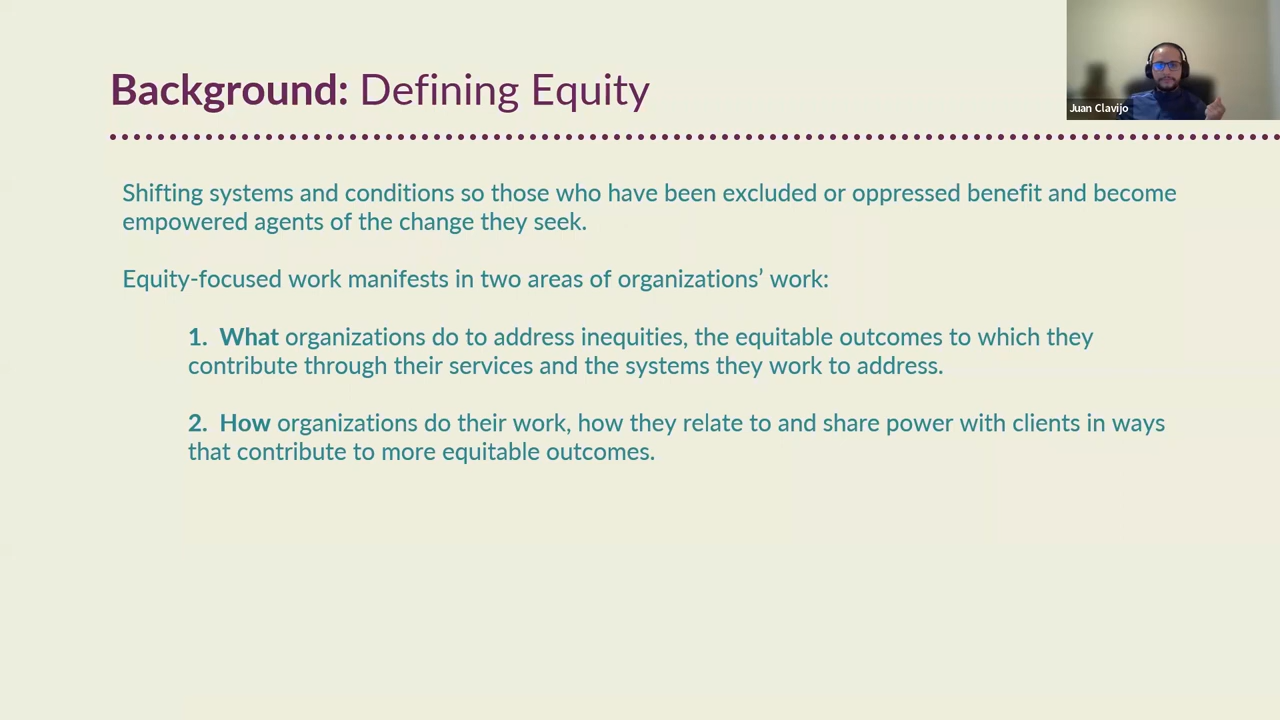 Background: Defining Equity
Juan Clavijo
Shifting systems and conditions so those who have been excluded or oppressed benefit and become
empowered agents of the change they seek.
Equity-focused work manifests in two areas of organizations’ work:
1. What organizations do to address inequities, the equitable outcomes to which they
contribute through their services and the systems they work to address.
2. How organizations do their work, how they relate to and share power with clients in ways
that contribute to more equitable outcomes.